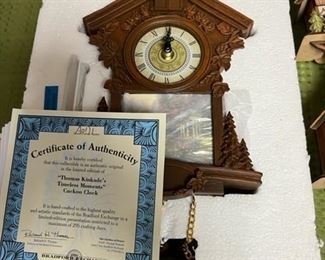 Certificate of Authenticity
It is hereby certified
that this collectible is an authentic original
in the limited edition of
"Thomas Kinkade's
Timeless Moments"
Cuckoo Clock
It is hand-crafted in the highest quality
and artistic standards of the Bradford Exchange in a
limited-edition presentation restricted to a
maximum of 295 crafting days.
BRADFORD EXCHANGE